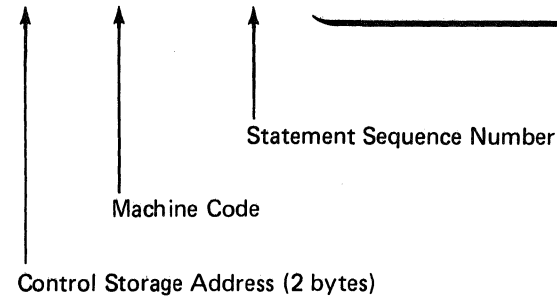 Statement Sequence Number
Machine Code
Control Storage Address (2 bytes)